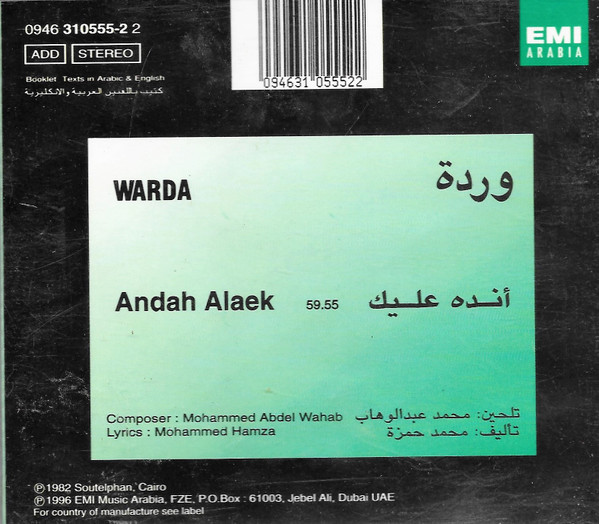 0946 310555-2 2
ADD STEREO
Booklet Texts in Arabic & English
كتيب باللغتين العربية والانكليزية
094631 055522
EMI
ARABIA
WARDA وردة
Andah Alaek 59.55 أنده عليك
Composer : Mohammed Abdel Wahab تلحين: محمد عبدالوهاب
Lyrics : Mohammed Hamza تأليف: محمد حمزة
℗1982 Soutelphan, Cairo
℗1996 EMI Music Arabia, FZE, P.O.Box : 61003, Jebel Ali, Dubai UAE
For country of manufacture see label